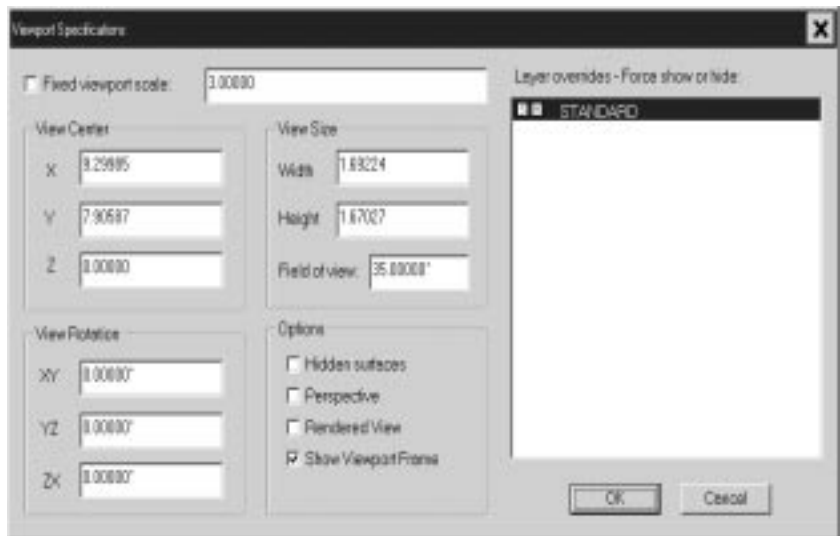 Viewport Specifications
Fixed viewport scale: 3.00000
View Center
X 9.29985
Y 7.90587
Z 0.00000
View Size
Width 1.69224
Height 1.67027
Field of view: 35.00000°
View Rotation
XY 0.00000°
YZ 0.00000°
ZX 0.00000°
Options
Hidden surfaces
Perspective
Rendered View
Show Viewport Frame
Layer overrides - Force show or hide:
STANDARD
OK
Cancel